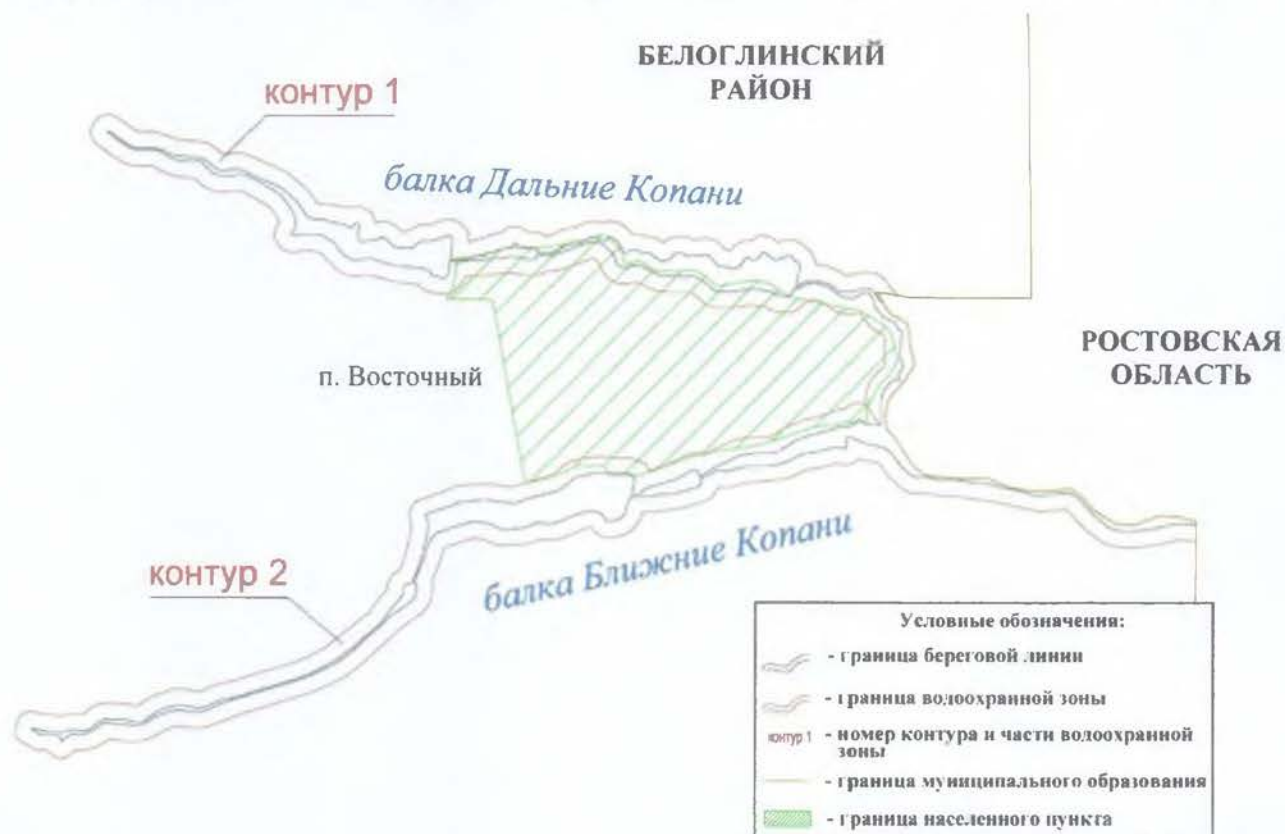 БЕЛОГЛИНСКИЙ
РАЙОН
контур 1
балка Дальние Копани
РОСТОВСКАЯ
ОБЛАСТЬ
п. Восточный
балка Ближние Копани
контур 2
Условные обозначения:
- граница береговой линии
- граница водоохранной зоны
контур 1 - номер контура и части водоохранной
зоны
- граница муниципального образования
- граница населенного пункта